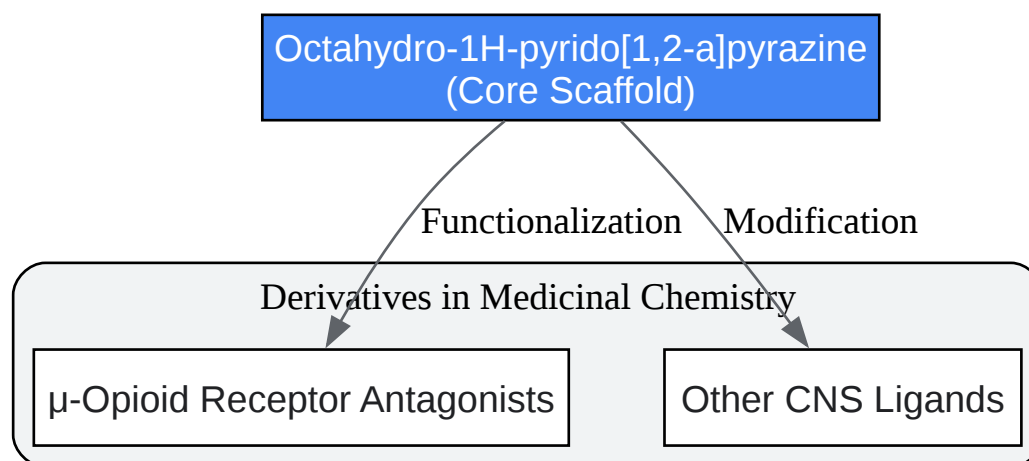 Octahydro-1H-pyrido[1,2-a]pyrazine
(Core Scaffold)
Functionalization
Modification
Derivatives in Medicinal Chemistry
μ-Opioid Receptor Antagonists
Other CNS Ligands